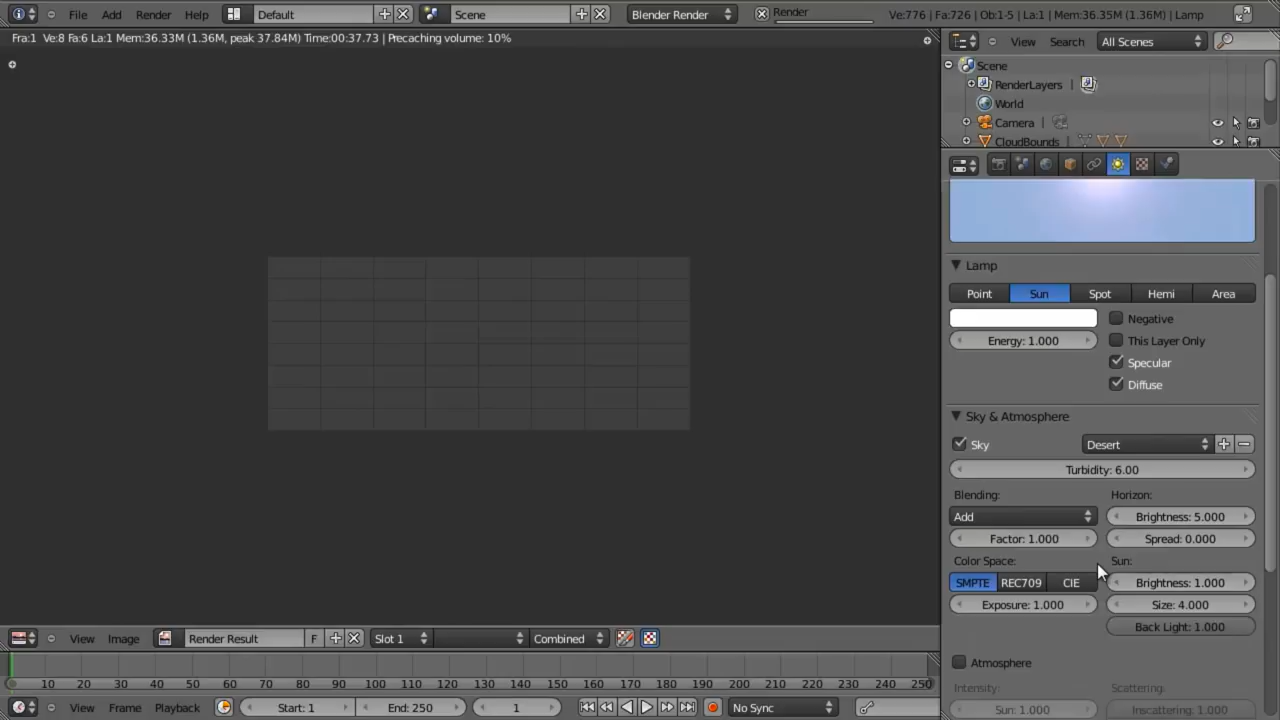 File Add Render Help Default Scene Blender Render Render Ve:776 | Fa:726 | Ob:1-5 | La:1 | Mem:36.35M (1.36M) | Lamp
Fra:1 Ve:8 Fa:6 La:1 Mem:36.33M (1.36M, peak 37.84M) Time:00:37.73 | Precaching volume: 10%
View Search All Scenes
Scene
RenderLayers |
World
Camera |
CloudBounds |
Lamp
Point Sun Spot Hemi Area
Negative
Energy: 1.000 This Layer Only
Specular
Diffuse
Sky & Atmosphere
Sky Desert
Turbidity: 6.00
Blending: Horizon:
Add Brightness: 5.000
Factor: 1.000 Spread: 0.000
Color Space: Sun:
SMPTE REC709 CIE Brightness: 1.000
Exposure: 1.000 Size: 4.000
Back Light: 1.000
Atmosphere
Intensity: Scattering:
Sun: 1.000 Inscattering: 1.000
View Image Render Result F Slot 1 Combined
10 20 30 40 50 60 70 80 90 100 110 120 130 140 150 160 170 180 190 200 210 220 230 240 250
View Frame Playback Start: 1 End: 250 1 No Sync